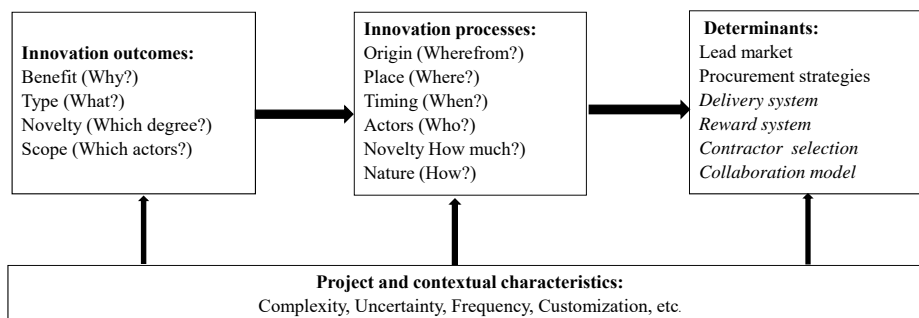 Innovation outcomes:
Benefit (Why?)
Type (What?)
Novelty (Which degree?)
Scope (Which actors?)
Innovation processes:
Origin (Wherefrom?)
Place (Where?)
Timing (When?)
Actors (Who?)
Novelty How much?)
Nature (How?)
Determinants:
Lead market
Procurement strategies
Delivery system
Reward system
Contractor selection
Collaboration model
Project and contextual characteristics:
Complexity, Uncertainty, Frequency, Customization, etc.